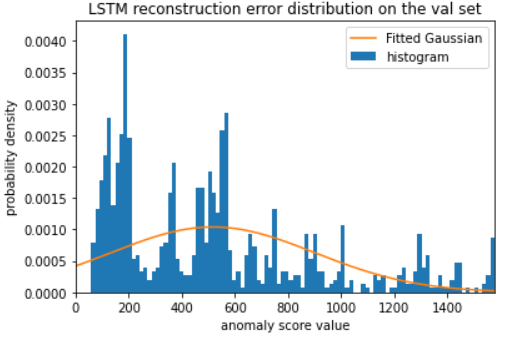 LSTM reconstruction error distribution on the val set
Fitted Gaussian
histogram
probability density
0.0040
0.0035
0.0030
0.0025
0.0020
0.0015
0.0010
0.0005
0.0000
0 200 400 600 800 1000 1200 1400
anomaly score value